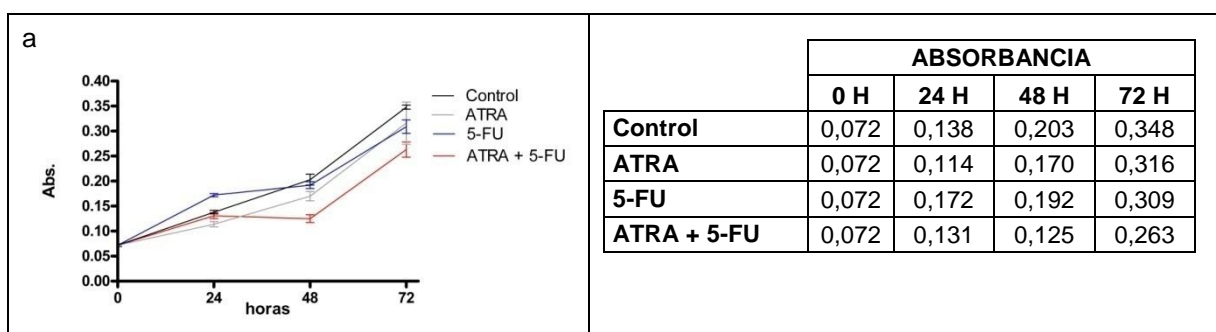 a
0.40
0.35
0.30
0.25
0.20
0.15
0.10
0.05
0.00
Abs.
0 24 48 72
horas
Control
ATRA
5-FU
ATRA + 5-FU
ABSORBANCIA
0 H 24 H 48 H 72 H
Control 0,072 0,138 0,203 0,348
ATRA 0,072 0,114 0,170 0,316
5-FU 0,072 0,172 0,192 0,309
ATRA + 5-FU 0,072 0,131 0,125 0,263